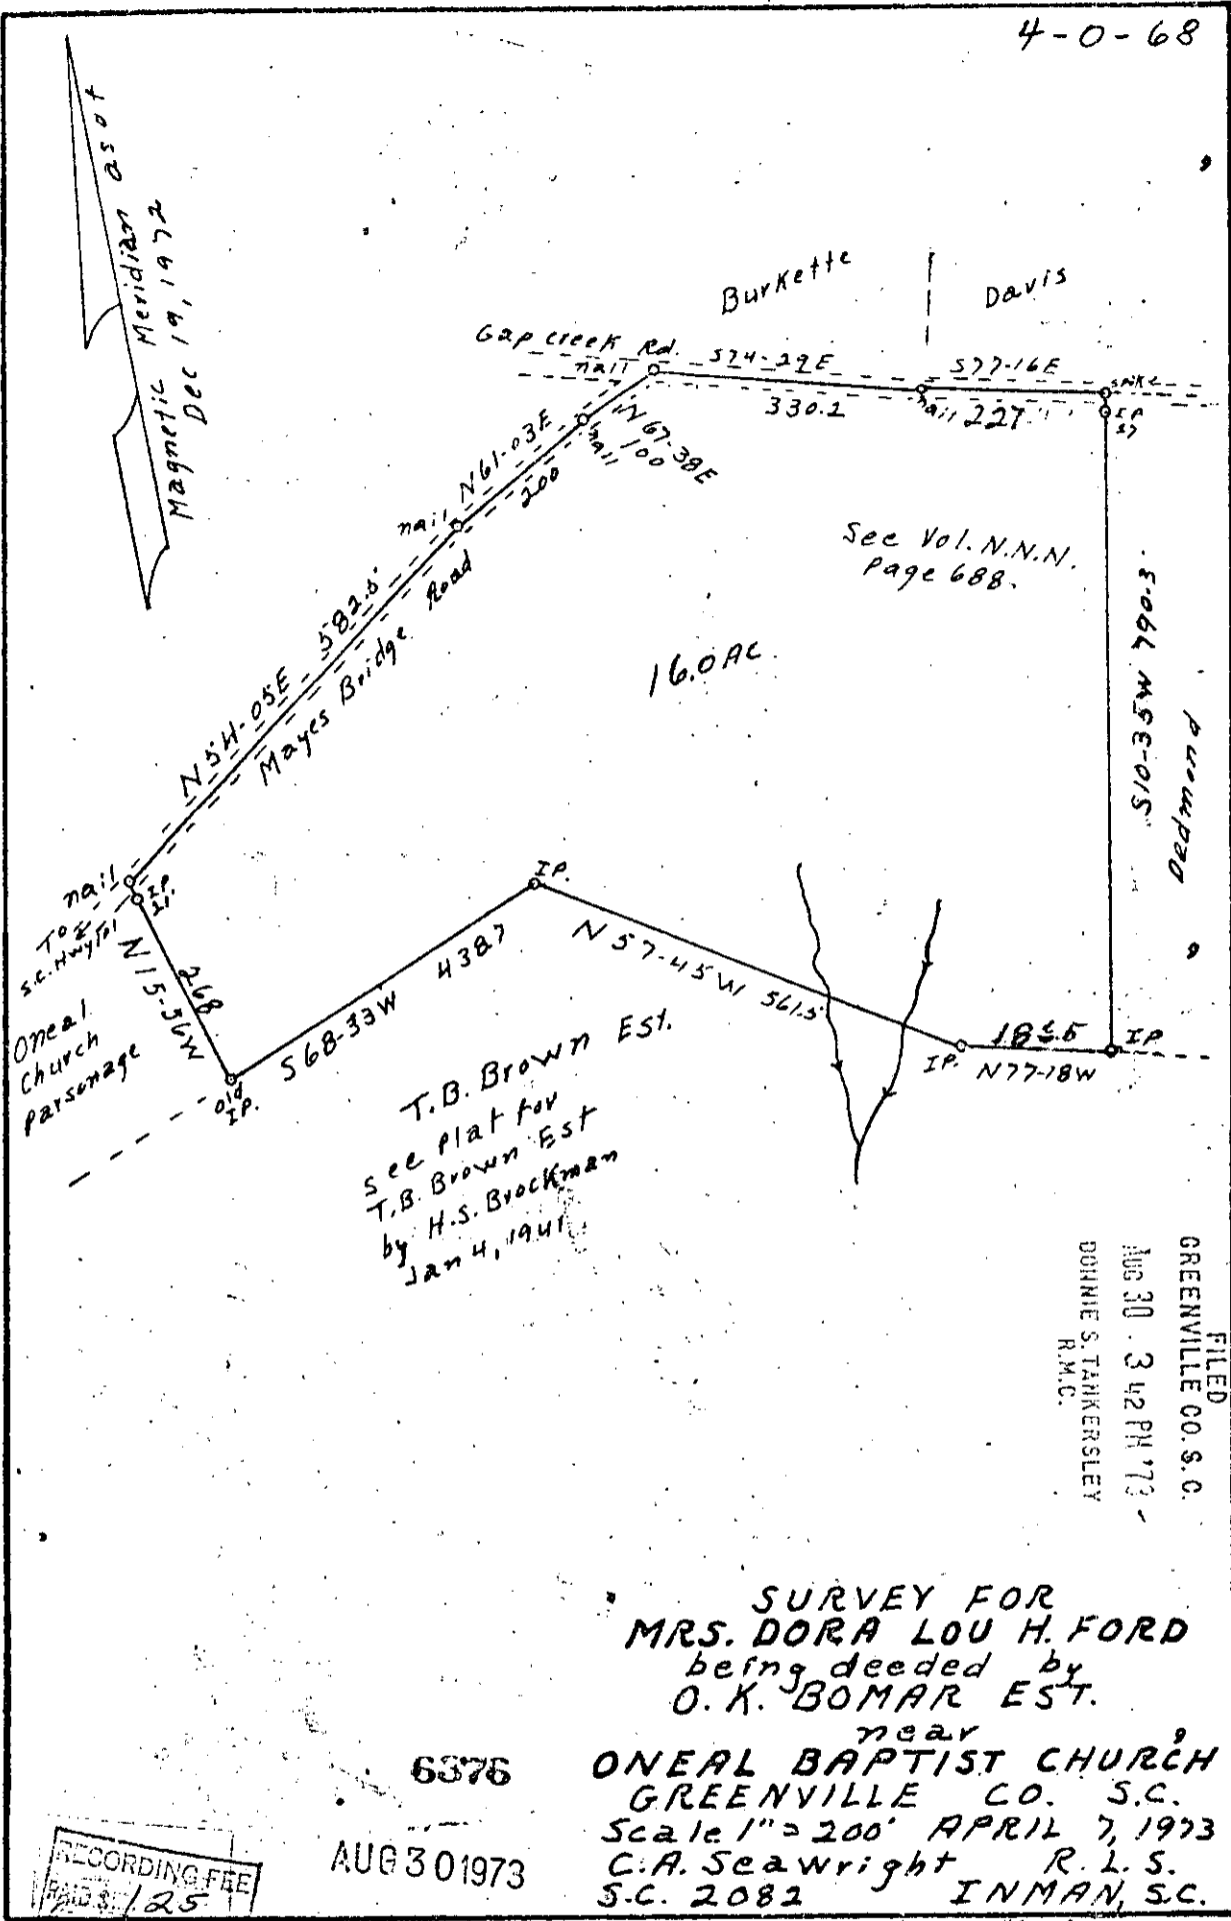 4-0-68
Magnetic Meridian as of
Dec 19, 1972
Burkette
Davis
Gap Creek Rd.
nail
S74-29E
330.2
S77-16E
nail
227
spike
IP
N67-38E
100
nail
N61-03E
200
nail
N54-05E 582.5'
Mayes Bridge Road
See Vol. N.N.N.
Page 688.
16.0 AC.
S10-35W 790.3
Dedmond
nail
IP.
To
S.C. Hwy 101
N15-56W
268
Oneal
Church
Parsonage
old
IP.
S68-33W 438.7
IP.
N57-45W 561.5'
IP.
N77-18W
IP
T.B. Brown Est.
see plat for
T.B. Brown Est
by H.S. Brockman
Jan 4, 1941
FILED
GREENVILLE CO. S.C.
AUG 30 3 42 PM '73
DONNIE S. TANKERSLEY
R.M.C.
SURVEY FOR
MRS. DORA LOU H. FORD
being deeded by
O.K. BOMAR EST.
near
ONEAL BAPTIST CHURCH
GREENVILLE CO. S.C.
Scale 1" = 200' APRIL 7, 1973
C.A. Seawright R.L.S.
S.C. 2082 INMAN, S.C.
6376
AUG 30 1973
RECORDING FEE
PAID $ 1.25